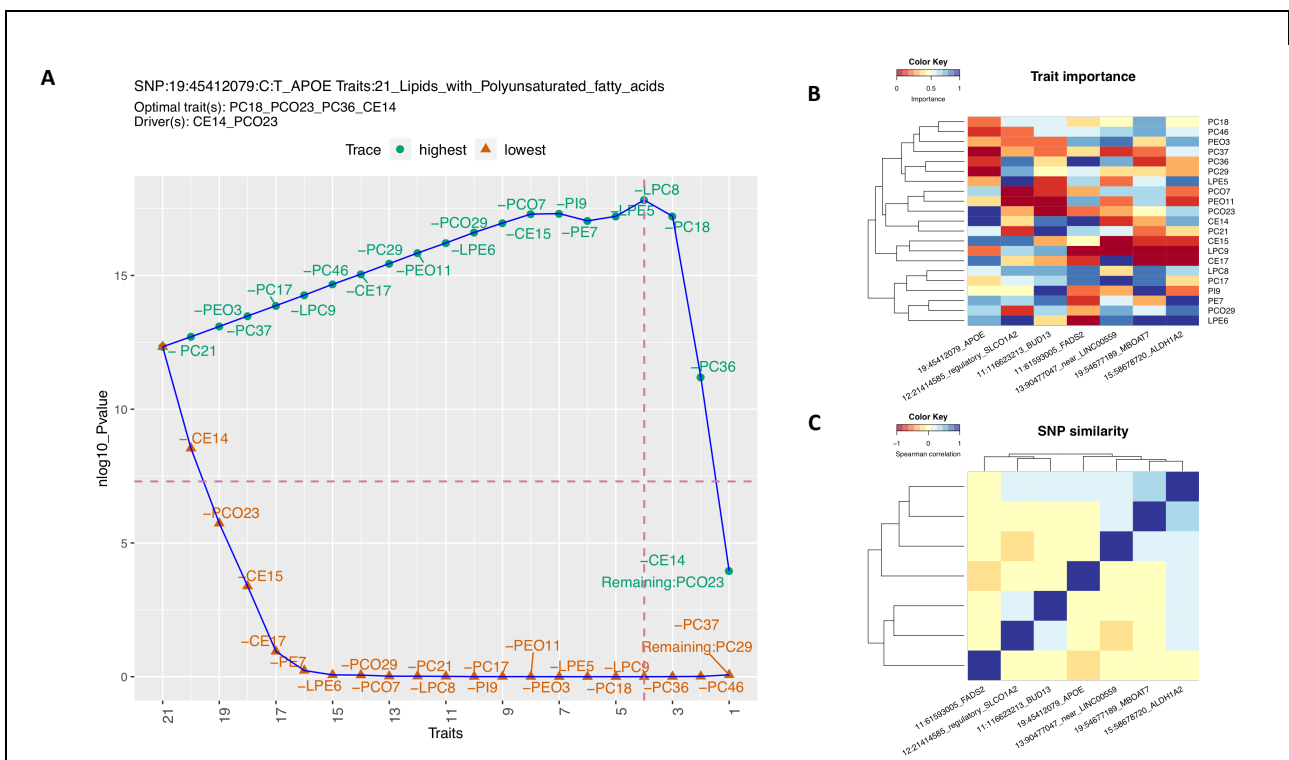 A
SNP:19:45412079:C:T_APOE Traits:21_Lipids_with_Polyunsaturated_fatty_acids
Optimal trait(s): PC18_PCO23_PC36_CE14
Driver(s): CE14_PCO23
Trace highest lowest
nlog10_Pvalue
15
10
5
0
− PC21
−PEO3
−PC37
−PC17
−LPC9
−PC46
−CE17
−PC29
−PEO11
−PCO29
−LPE6
−PCO7
−CE15
−PI9
−PE7
−LPE5
−LPC8
−PC18
−PC36
−CE14
Remaining:PCO23
−CE14
−PCO23
−CE15
−CE17
−PE7
−LPE6
−PCO29
−PCO7
−PC21
−LPC8
−PC17
−PI9
−PEO11
−PEO3
−LPE5
−PC18
−LPC9
−PC36
−PC37
Remaining:PC29
−PC46
21 19 17 15 13 11 9 7 5 3 1
Traits
B
Color Key
0 0.5 1
Importance
Trait importance
PC18
PC46
PEO3
PC37
PC36
PC29
LPE5
PCO7
PEO11
PCO23
CE14
PC21
CE15
LPC9
CE17
LPC8
PC17
PI9
PE7
PCO29
LPE6
19:45412079_APOE
12:21414585_regulatory_SLCO1A2
11:116623213_BUD13
11:61593005_FADS2
13:90477047_near_LINC00559
19:54677189_MBOAT7
15:58678720_ALDH1A2
C
Color Key
−1 0 1
Spearman correlation
SNP similarity
11:61593005_FADS2
12:21414585_regulatory_SLCO1A2
11:116623213_BUD13
19:45412079_APOE
13:90477047_near_LINC00559
19:54677189_MBOAT7
15:58678720_ALDH1A2